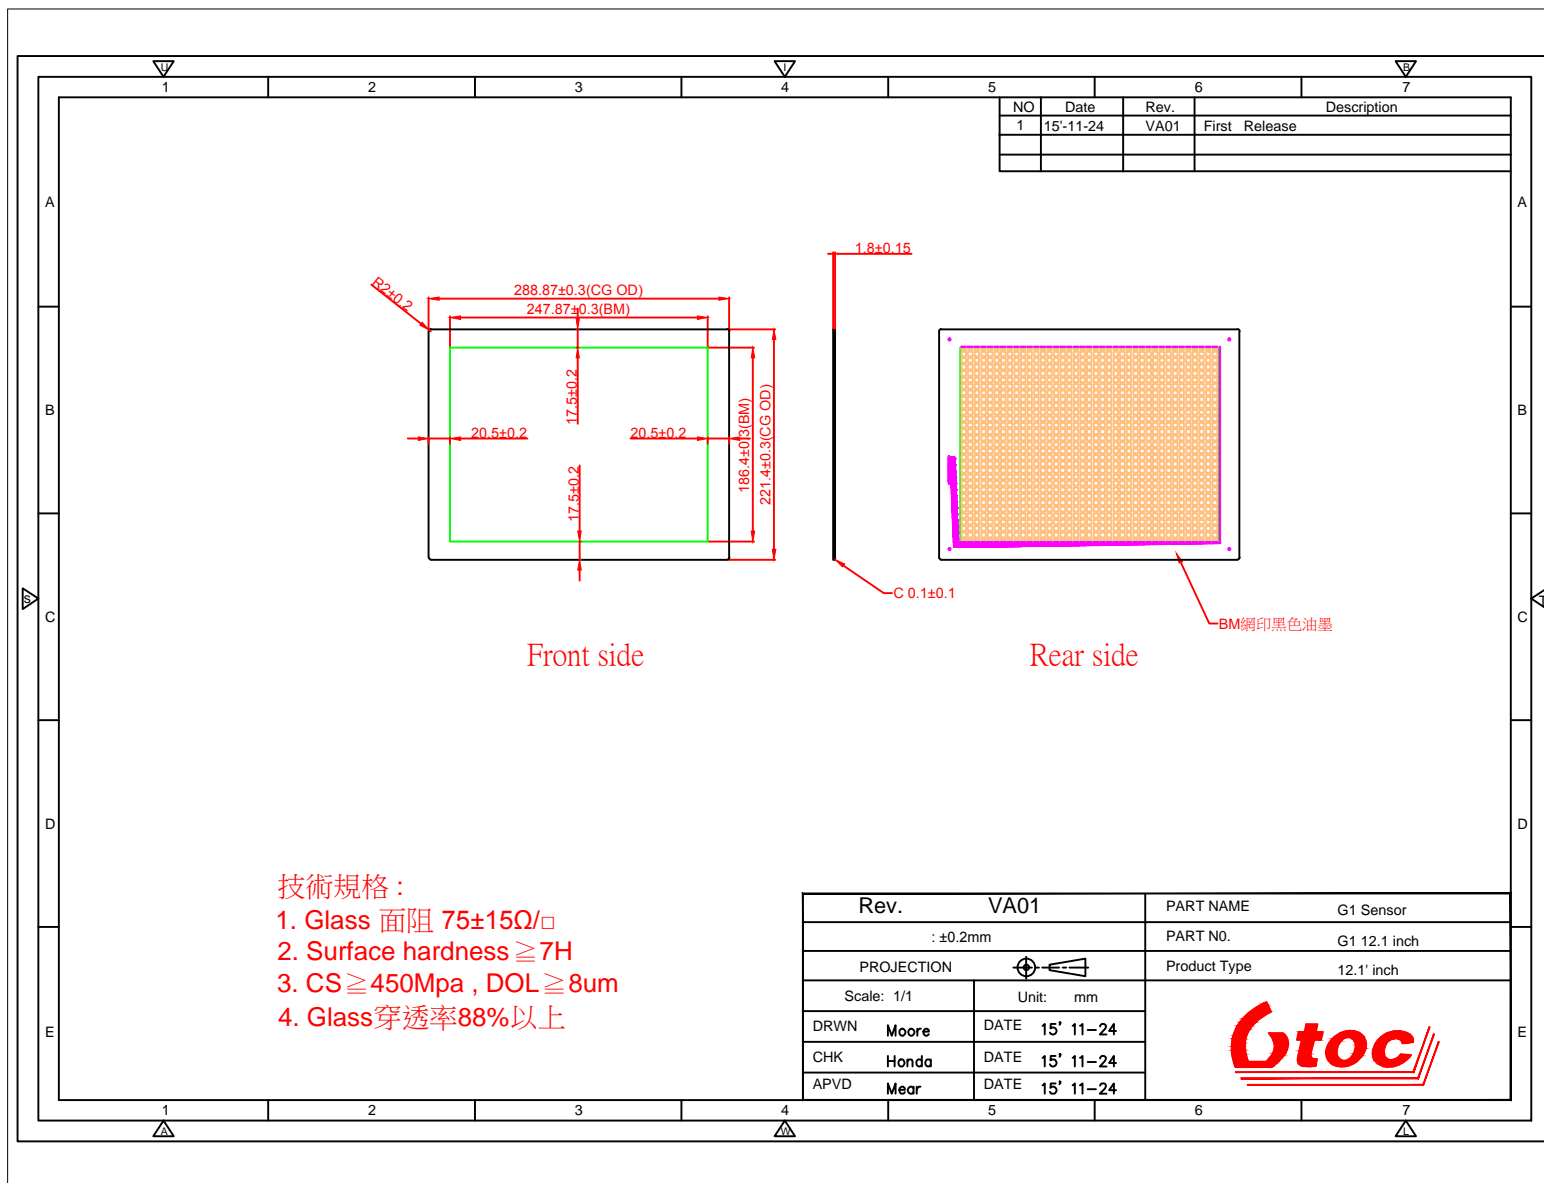 U I B
1 2 3 4 5 6 7
NO Date Rev. Description
1 15'-11-24 VA01 First Release
A A
1.8±0.15
R2±0.2
288.87±0.3(CG OD)
247.87±0.3(BM)
17.5±0.2
B B
20.5±0.2 20.5±0.2
186.4±0.3(BM)
221.4±0.3(CG OD)
17.5±0.2
C 0.1±0.1
S T
C C
BM網印黑色油墨
Front side Rear side
D D
技術規格 :
1. Glass 面阻 75±15Ω/□
2. Surface hardness ≧7H
3. CS≧450Mpa , DOL≧8um
4. Glass穿透率88%以上
Rev. VA01 PART NAME G1 Sensor
: ±0.2mm PART N0. G1 12.1 inch
PROJECTION Product Type 12.1' inch
Scale: 1/1 Unit: mm
DRWN Moore DATE 15' 11-24
CHK Honda DATE 15' 11-24
APVD Mear DATE 15' 11-24
Gtoc
E E
1 2 3 4 5 6 7
A W L